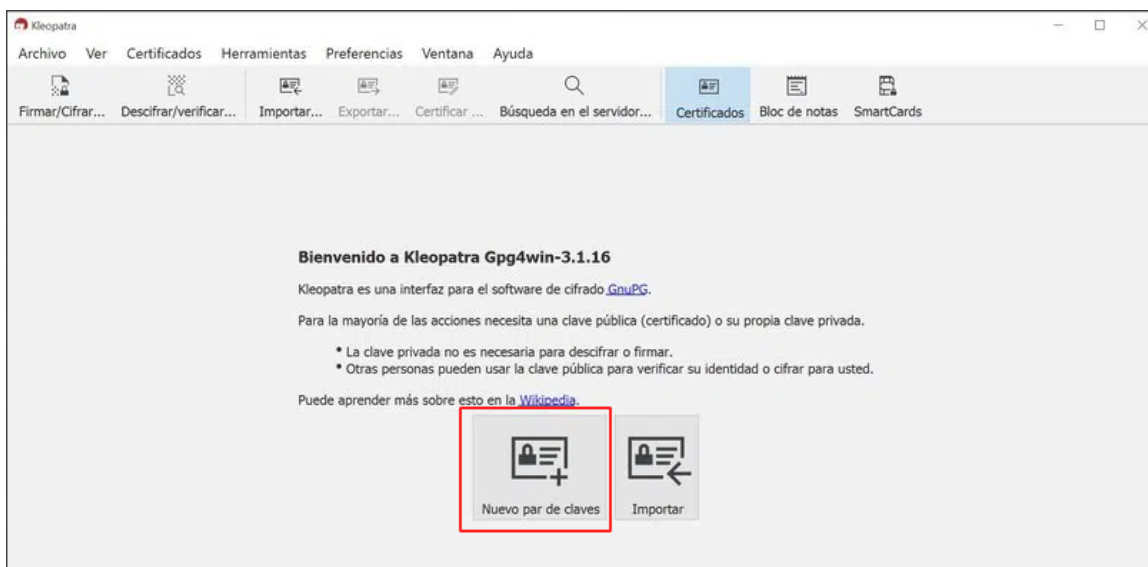 Kleopatra
Archivo Ver Certificados Herramientas Preferencias Ventana Ayuda
Firmar/Cifrar... Descifrar/verificar... Importar... Exportar... Certificar ... Búsqueda en el servidor... Certificados Bloc de notas SmartCards
Bienvenido a Kleopatra Gpg4win-3.1.16
Kleopatra es una interfaz para el software de cifrado GnuPG.
Para la mayoría de las acciones necesita una clave pública (certificado) o su propia clave privada.
• La clave privada no es necesaria para descifrar o firmar.
• Otras personas pueden usar la clave pública para verificar su identidad o cifrar para usted.
Puede aprender más sobre esto en la Wikipedia.
Nuevo par de claves Importar